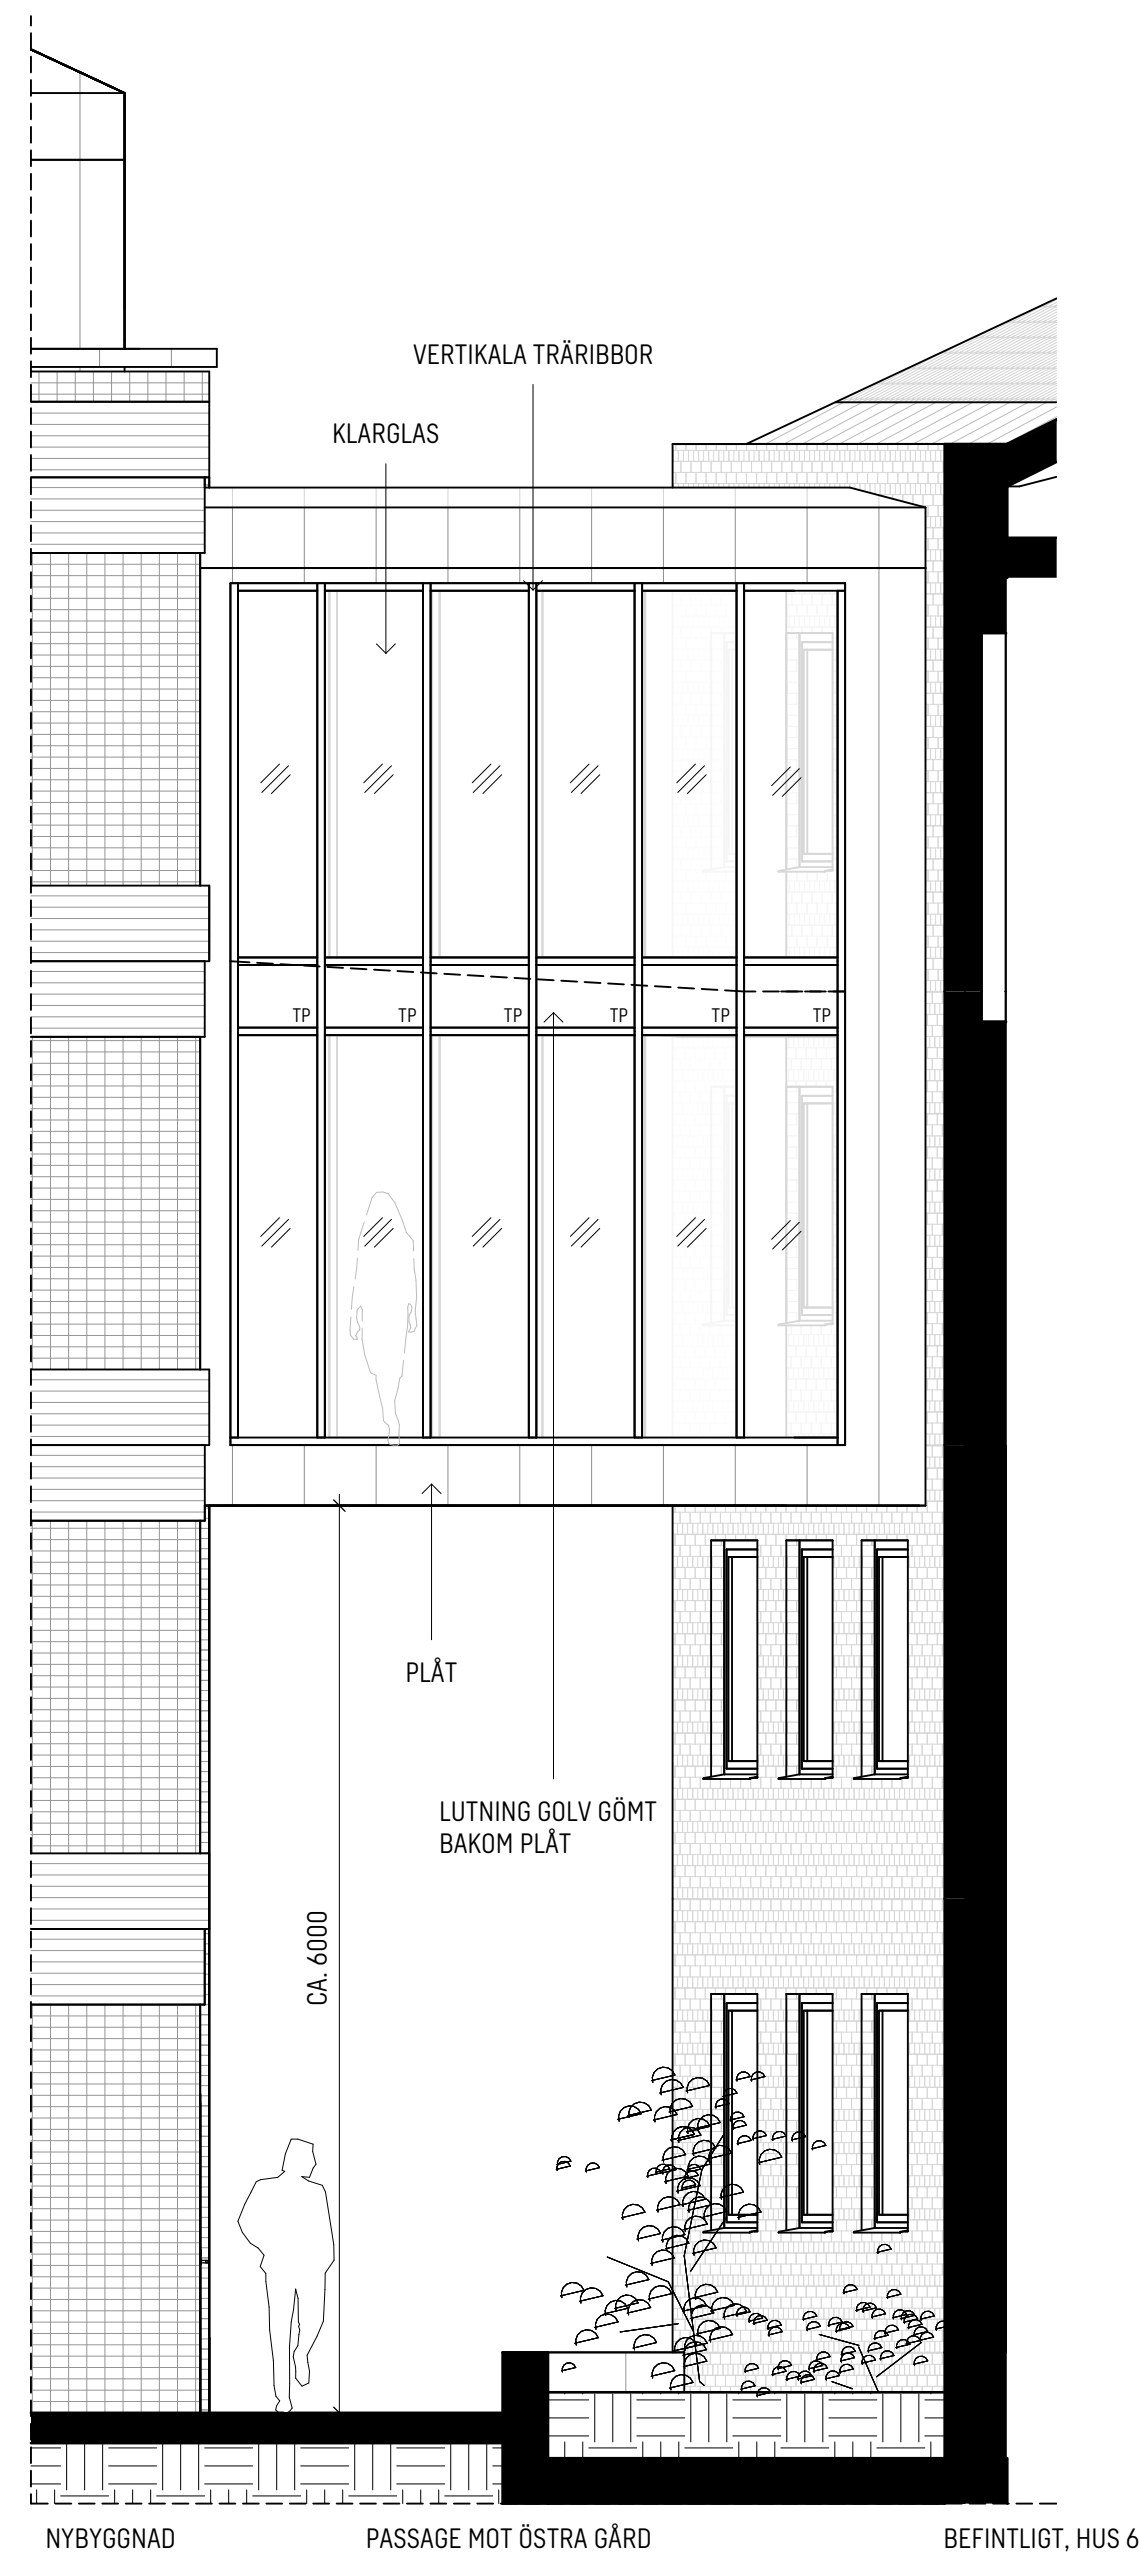 VERTIKALA TRÄRIBBOR
KLARGLAS
TP TP TP TP TP TP
PLÅT
LUTNING GOLV GÖMT
BAKOM PLÅT
CA. 6000
NYBYGGNAD
PASSAGE MOT ÖSTRA GÅRD
BEFINTLIGT, HUS 6